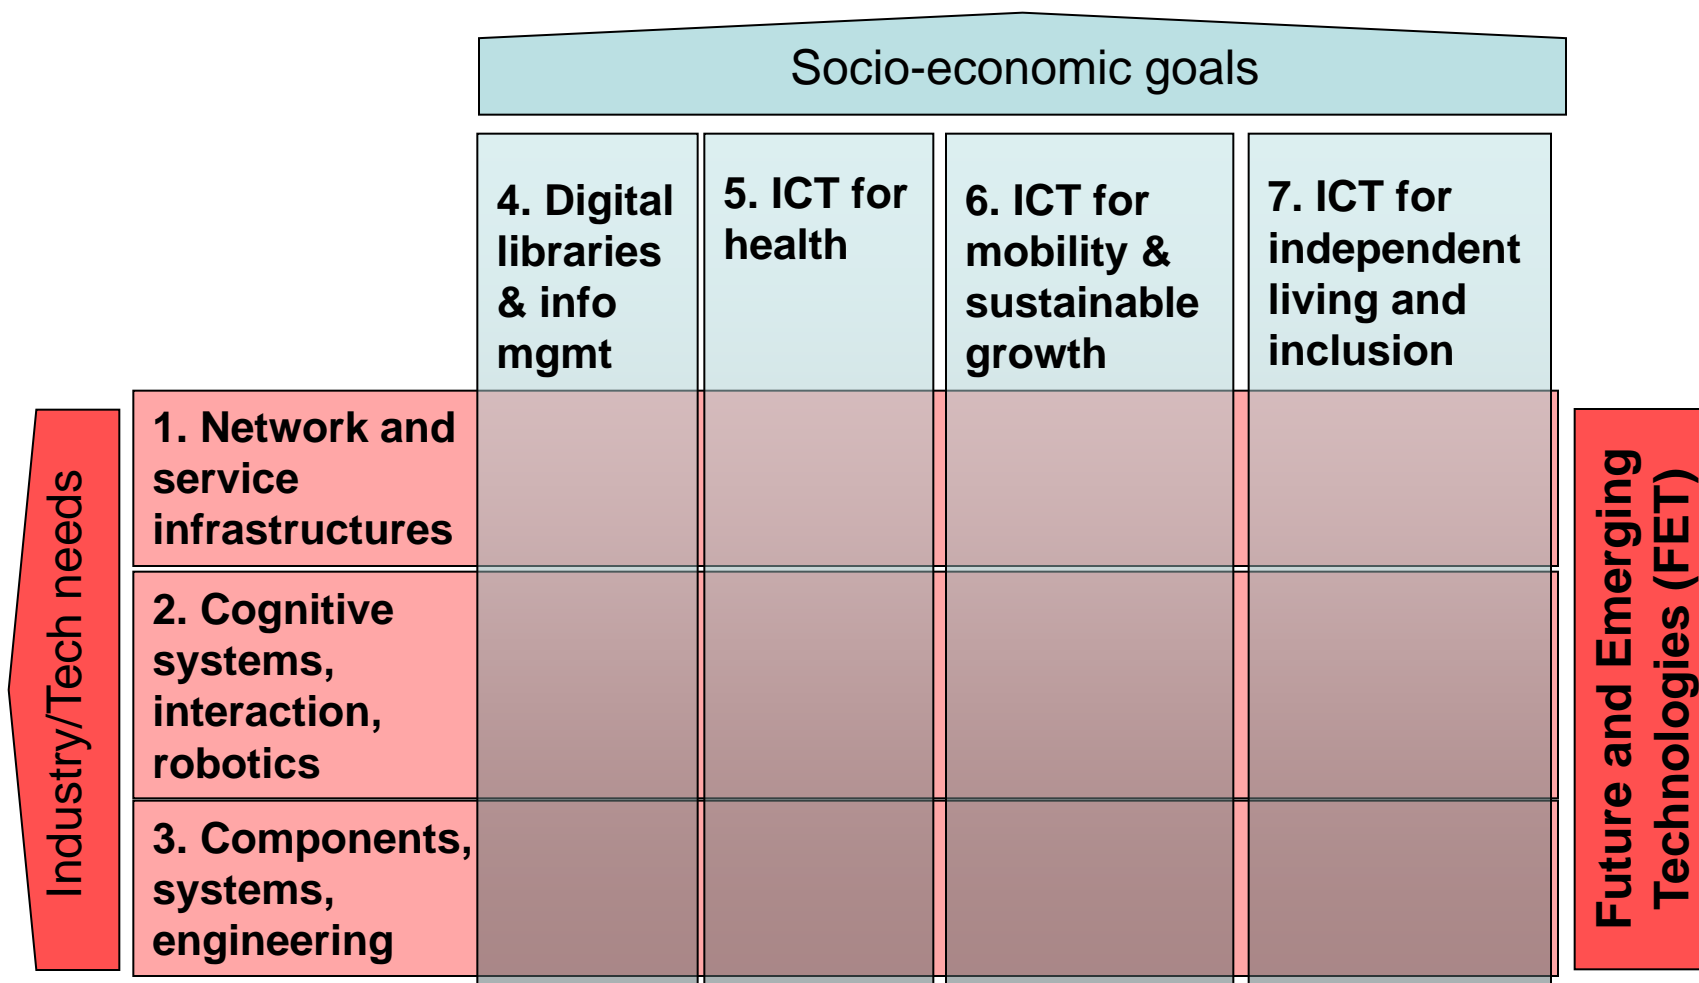 Socio-economic goals
4. Digital
libraries
& info
mgmt
5. ICT for
health
6. ICT for
mobility &
sustainable
growth
7. ICT for
independent
living and
inclusion
Industry/Tech needs
1. Network and
service
infrastructures
2. Cognitive
systems,
interaction,
robotics
3. Components,
systems,
engineering
Future and Emerging
Technologies (FET)